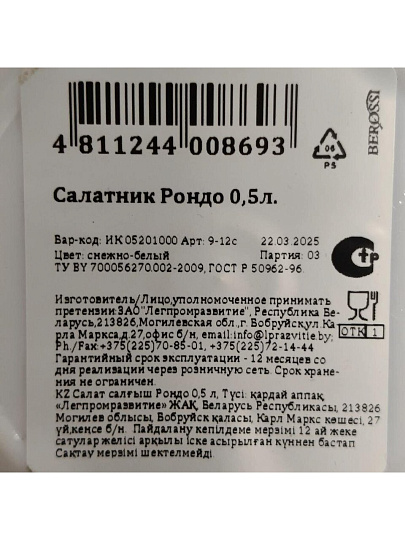 4 811244 008693
06
PS
BEROSSI
Салатник Рондо 0,5л.
Бар-код: ИК 05201000 Арт: 9-12с 22.03.2025
Цвет: снежно-белый Партия: 03
ТУ BY 700056270.002-2009, ГОСТ Р 50962-96.
Изготовитель/Лицо,уполномоченное принимать
претензии:ЗАО "Легпромразвитие", Республика Бе-
ларусь,213826,Могилевская обл.,г. Бобруйск,ул.Ка-
рла Маркса,д.27,офис б/н, email:info@lprazvitie.by;
Ph./Fax:+375(225)70-85-01, +375(225)72-14-44
Гарантийный срок эксплуатации - 12 месяцев со
дня реализации через розничную сеть. Срок хране-
ния не ограничен.
ОТК 1
KZ Салат салғыш Рондо 0,5 л, Түсі: қардай аппақ
«Легпромразвитие» ЖАҚ, Беларусь Республикасы, 213826
Могилев облысы, Бобруйск қаласы, Карл Маркс көшесі, 27
үй,кеңсе б/н. Пайдалану кепілдеме мерзімі 12 ай жеке
сатулар желісі арқылы іске асырылған күннен бастап
Сақтау мерзімі шектелмейді.